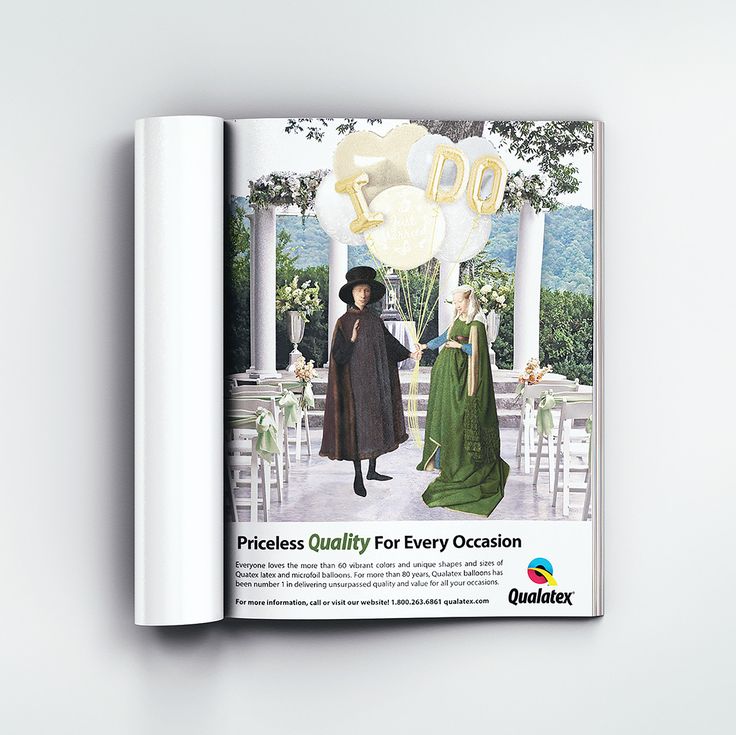 I DO
Just
Married
Priceless Quality For Every Occasion
Everyone loves the more than 60 vibrant colors and unique shapes and sizes of
Quatex latex and microfoil balloons. For more than 80 years, Qualatex balloons has
been number 1 in delivering unsurpassed quality and value for all your occasions.
For more information, call or visit our website! 1.800.263.6861 qualatex.com
Qualatex